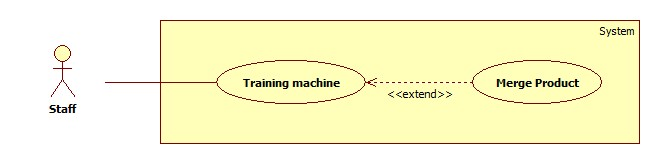 System
Training machine
Merge Product
<<extend>>
Staff